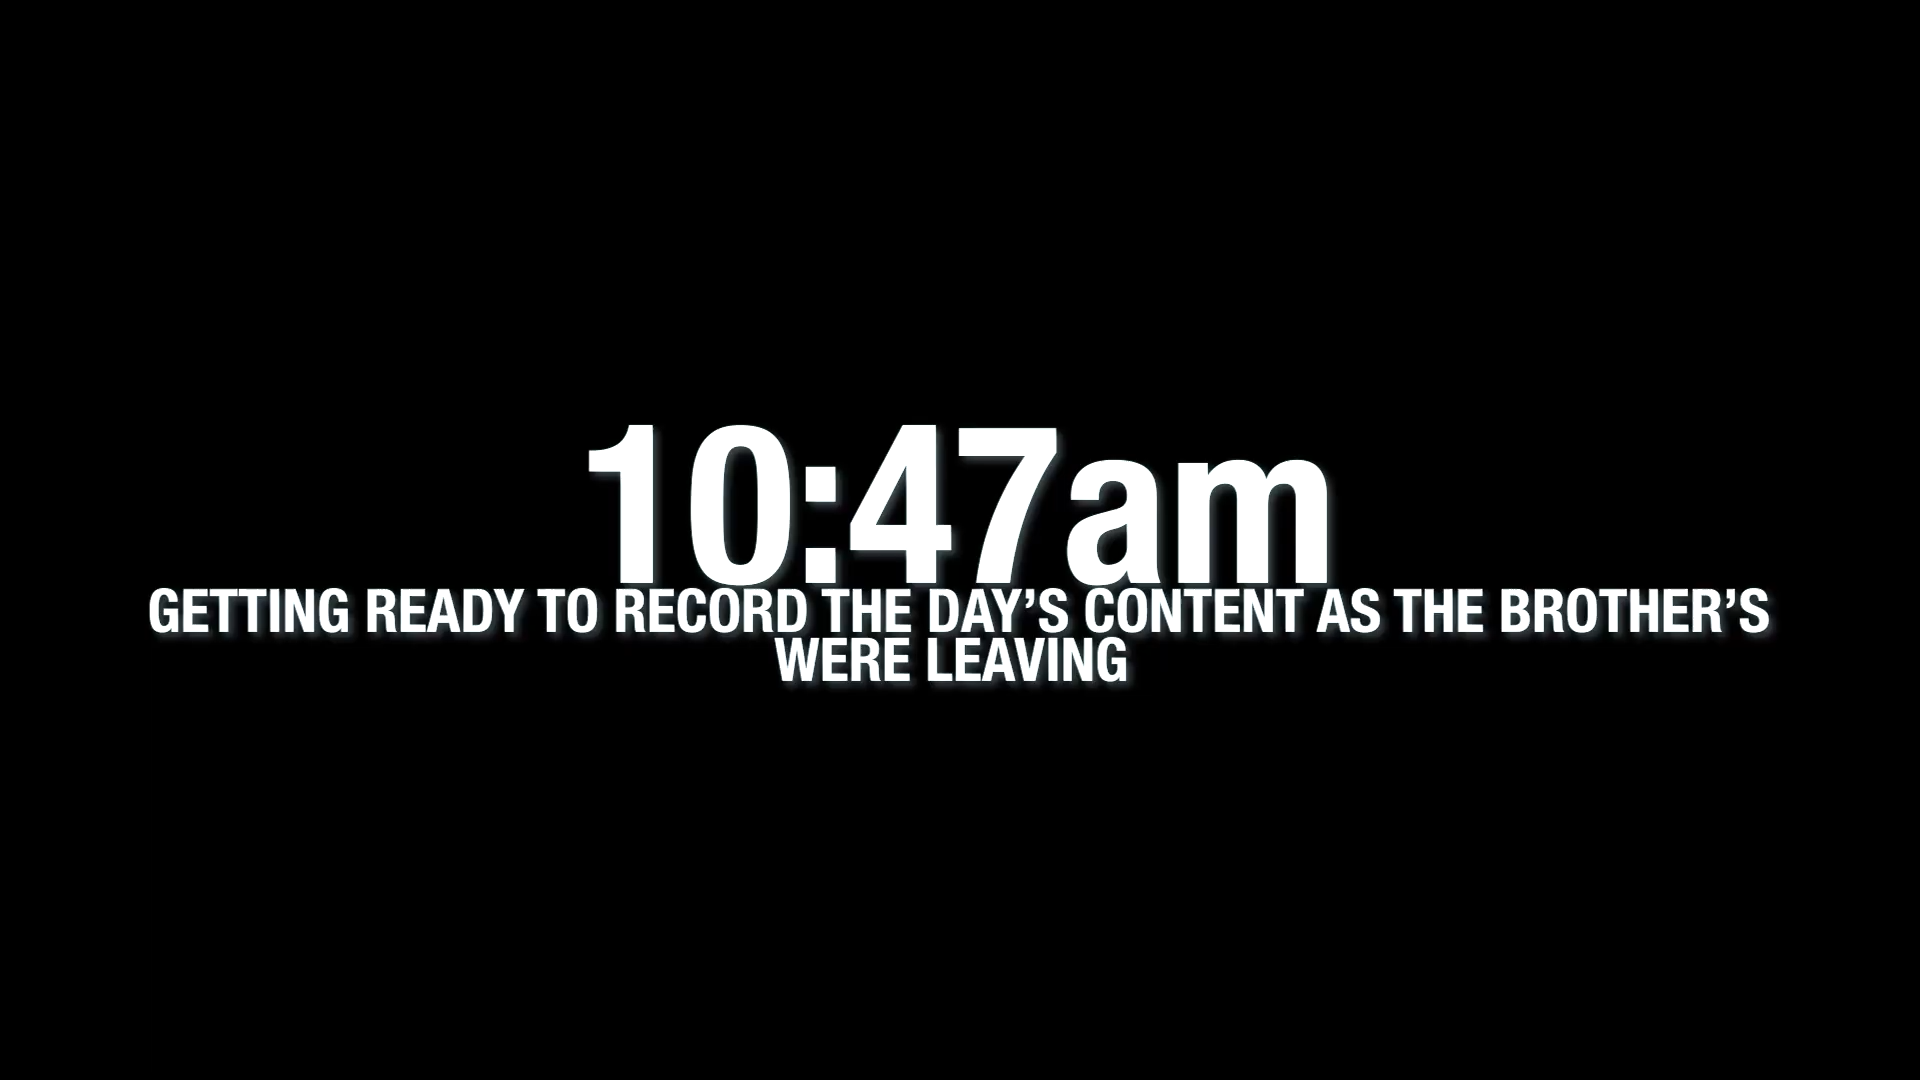 10:47am
GETTING READY TO RECORD THE DAY’S CONTENT AS THE BROTHER’S
WERE LEAVING